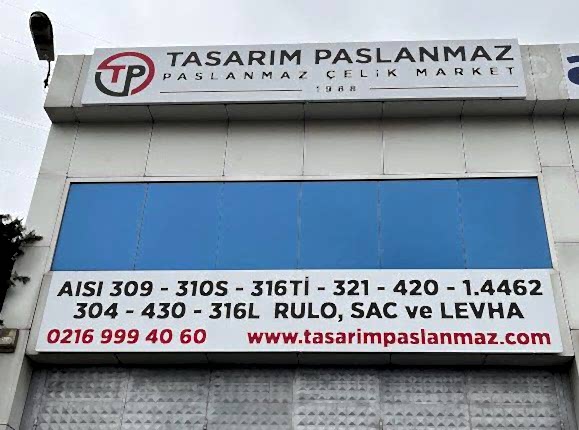 TP TASARIM PASLANMAZ
PASLANMAZ ÇELİK MARKET
1988
AISI 309 - 310S - 316Tİ - 321 - 420 - 1.4462
304 - 430 - 316L RULO, SAC ve LEVHA
0216 999 40 60 www.tasarimpaslanmaz.com